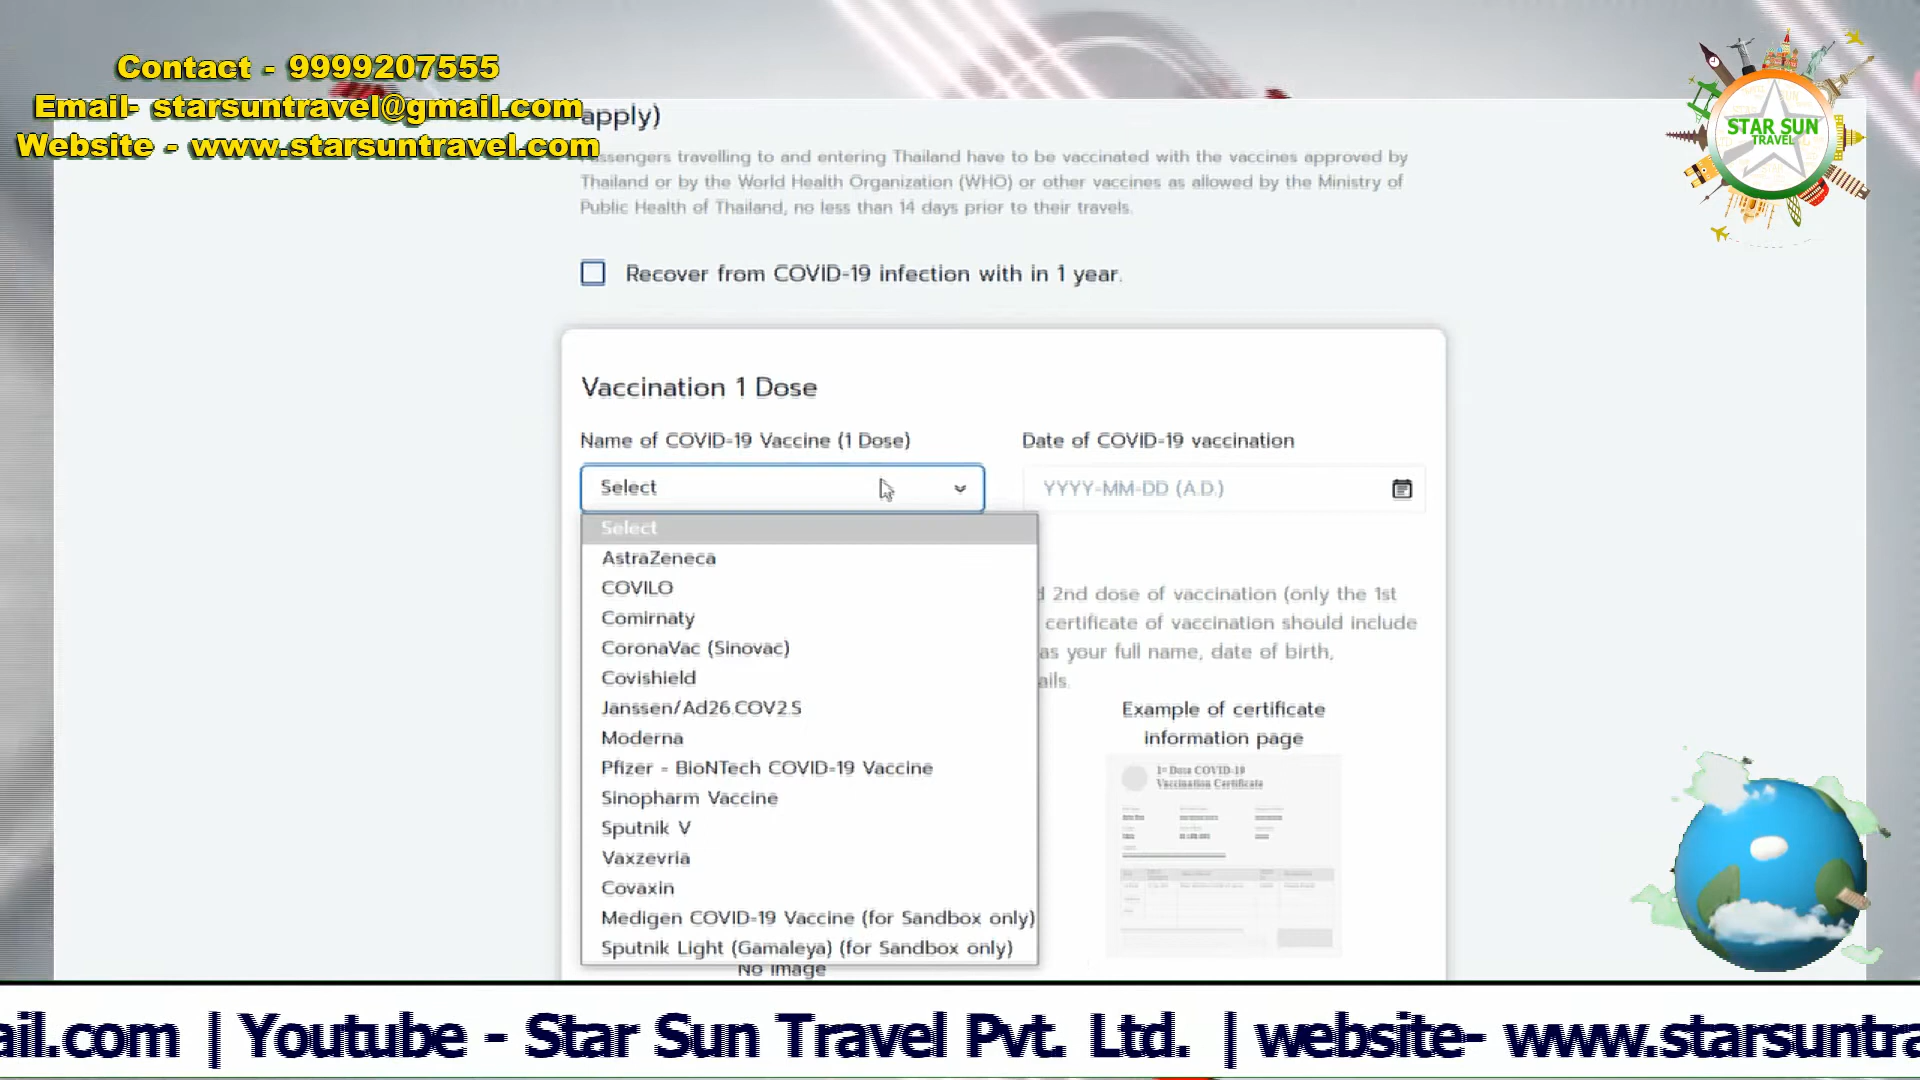 Contact - 9999207555
Email- starsuntravel@gmail.com
Website - www.starsuntravel.com
STAR SUN
TRAVEL
apply)
Passengers travelling to and entering Thailand have to be vaccinated with the vaccines approved by
Thailand or by the World Health Organization (WHO) or other vaccines as allowed by the Ministry of
Public Health of Thailand, no less than 14 days prior to their travels.
Recover from COVID-19 infection with in 1 year.
Vaccination 1 Dose
Name of COVID-19 Vaccine (1 Dose)
Date of COVID-19 vaccination
Select
YYYY-MM-DD (A.D.)
Select
AstraZeneca
COVILO
Comirnaty
CoronaVac (Sinovac)
Covishield
Janssen/Ad26.COV2.S
Moderna
Pfizer - BioNTech COVID-19 Vaccine
Sinopharm Vaccine
Sputnik V
Vaxzevria
Covaxin
Medigen COVID-19 Vaccine (for Sandbox only)
Sputnik Light (Gamaleya) (for Sandbox only)
d 2nd dose of vaccination (only the 1st
certificate of vaccination should include
as your full name, date of birth,
ails.
Example of certificate
information page
1st Dose COVID-19
Vaccination Certificate
No image
ail.com | Youtube - Star Sun Travel Pvt. Ltd. | website- www.starsuntra